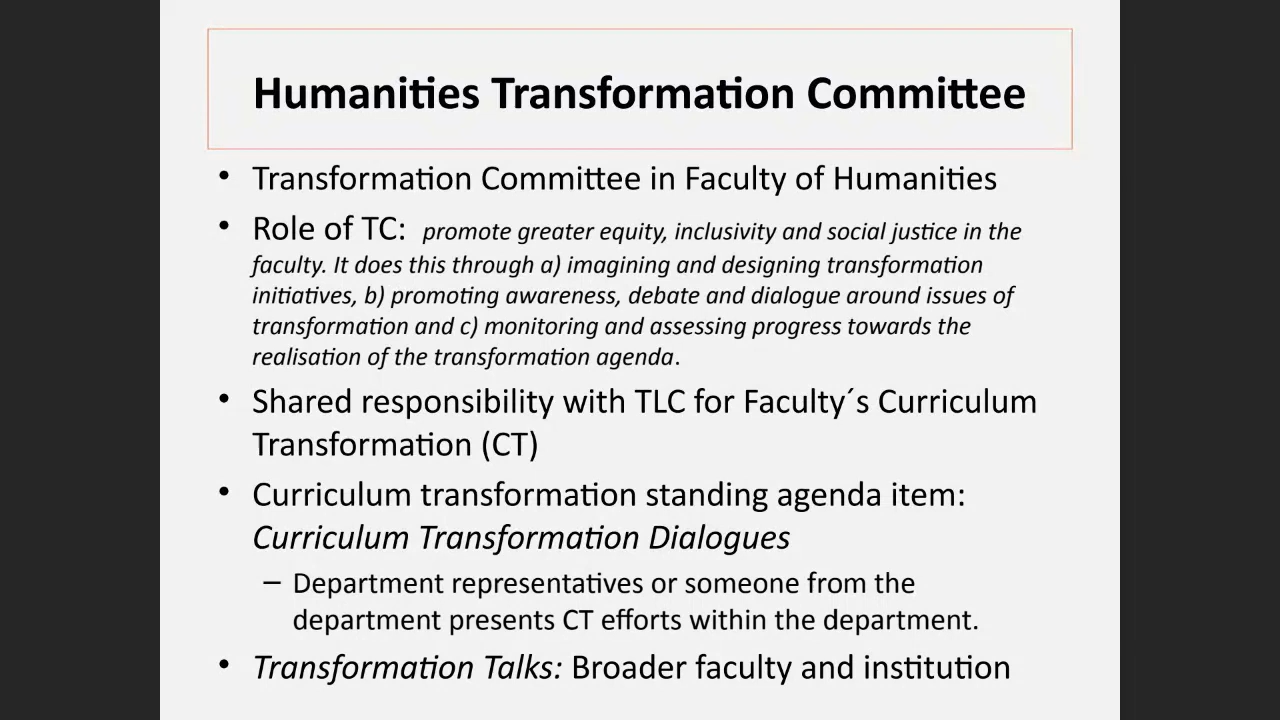 Humanities Transformation Committee
• Transformation Committee in Faculty of Humanities
• Role of TC: promote greater equity, inclusivity and social justice in the
faculty. It does this through a) imagining and designing transformation
initiatives, b) promoting awareness, debate and dialogue around issues of
transformation and c) monitoring and assessing progress towards the
realisation of the transformation agenda.
• Shared responsibility with TLC for Faculty´s Curriculum
Transformation (CT)
• Curriculum transformation standing agenda item:
Curriculum Transformation Dialogues
– Department representatives or someone from the
department presents CT efforts within the department.
• Transformation Talks: Broader faculty and institution